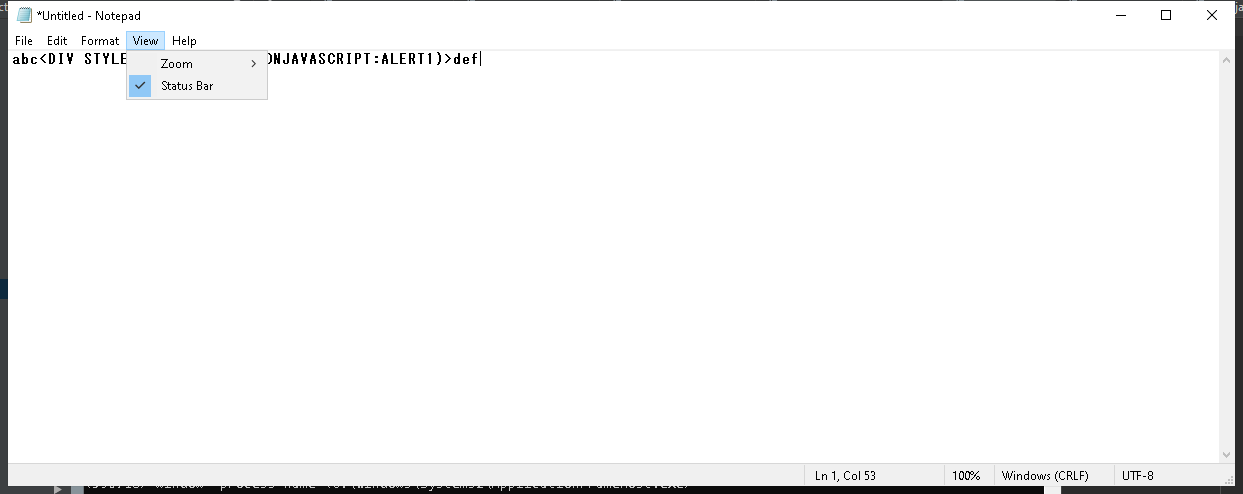 *Untitled - Notepad
File Edit Format View Help
abc<DIV STYLE ONJAVASCRIPT:ALERT1)>def
Zoom
Status Bar
Ln 1, Col 53 100% Windows (CRLF) UTF-8